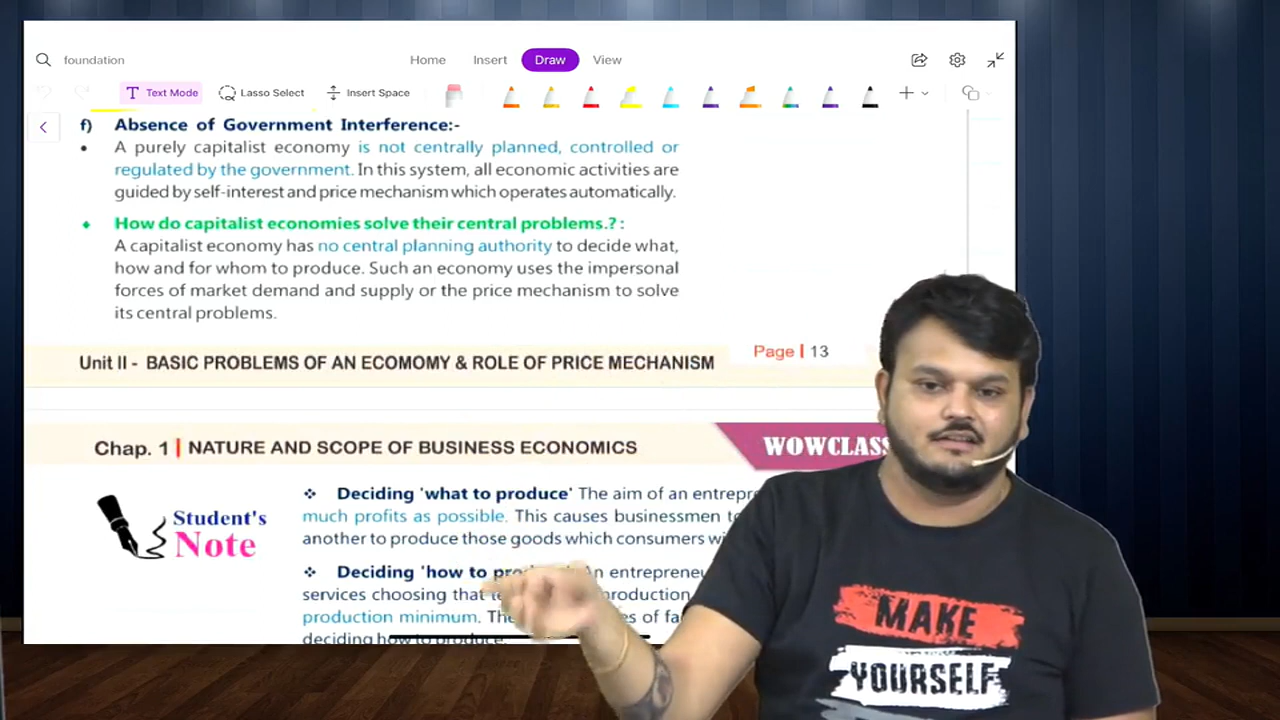 foundation
Home
Insert
Draw
View
Text Mode
Lasso Select
Insert Space
f) Absence of Government Interference:-
• A purely capitalist economy is not centrally planned, controlled or
regulated by the government. In this system, all economic activities are
guided by self-interest and price mechanism which operates automatically.
How do capitalist economies solve their central problems.? :
A capitalist economy has no central planning authority to decide what,
how and for whom to produce. Such an economy uses the impersonal
forces of market demand and supply or the price mechanism to solve
its central problems.
Unit II - BASIC PROBLEMS OF AN ECOMOMY & ROLE OF PRICE MECHANISM
Page | 13
Chap. 1 | NATURE AND SCOPE OF BUSINESS ECONOMICS
WOWCLASS
Student's
Note
Deciding 'what to produce' The aim of an
much profits as possible. This causes businessmen
another to produce those goods which consumers
Deciding 'how to An
services choosing that production
production minimum. of
deciding how to produce.
MAKE
YOURSELF